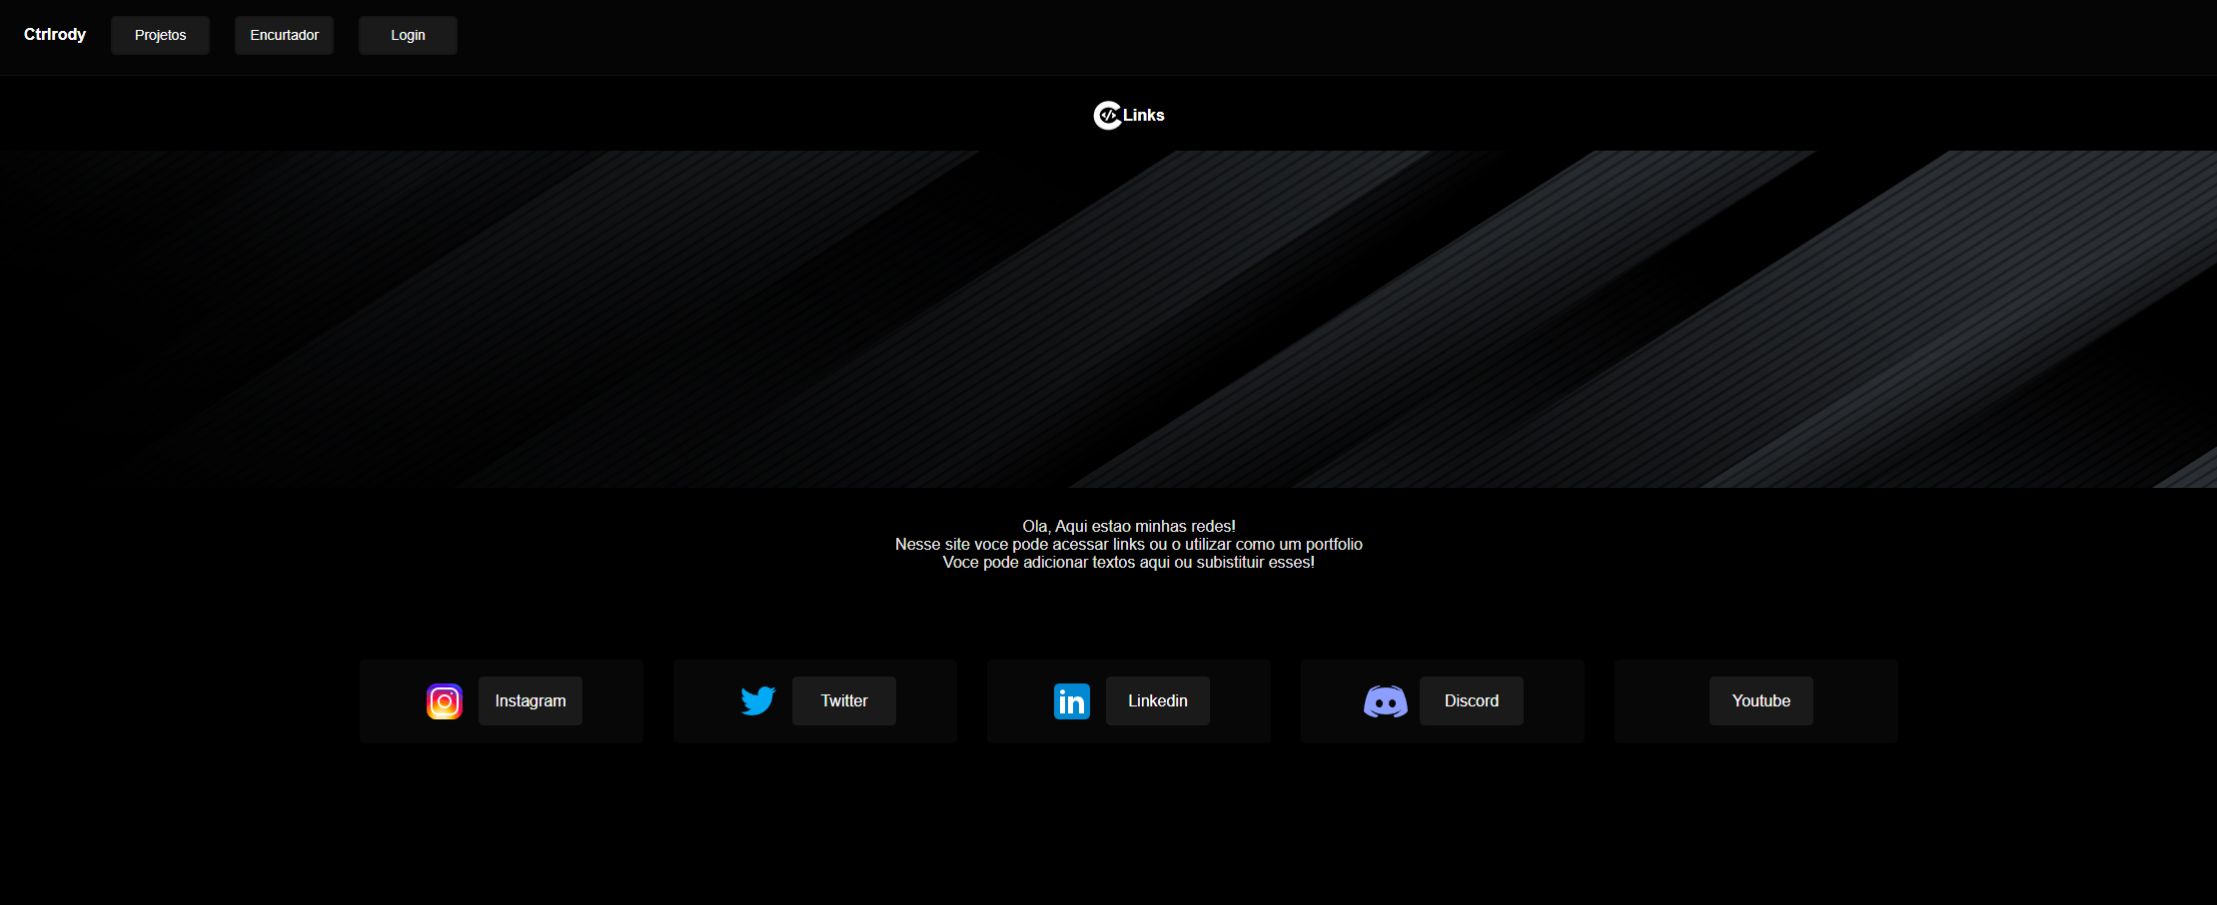 Ctrlrody
Projetos
Encurtador
Login
Links
Ola, Aqui estao minhas redes!
Nesse site voce pode acessar links ou o utilizar como um portfolio
Voce pode adicionar textos aqui ou subistituir esses!
Instagram
Twitter
Linkedin
Discord
Youtube